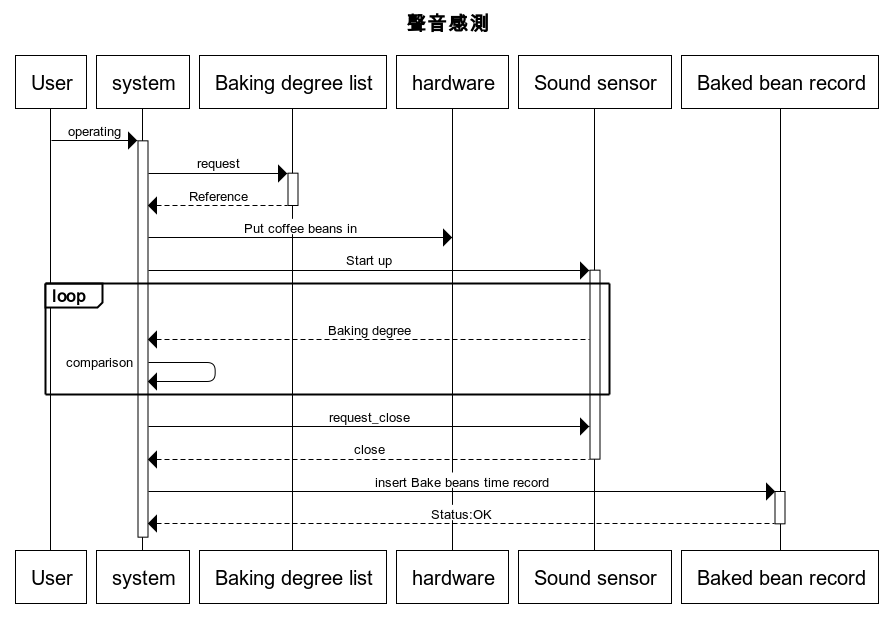 聲音感測
User
system
Baking degree list
hardware
Sound sensor
Baked bean record
operating
request
Reference
Put coffee beans in
Start up
loop
Baking degree
comparison
request_close
close
insert Bake beans time record
Status:OK
User
system
Baking degree list
hardware
Sound sensor
Baked bean record